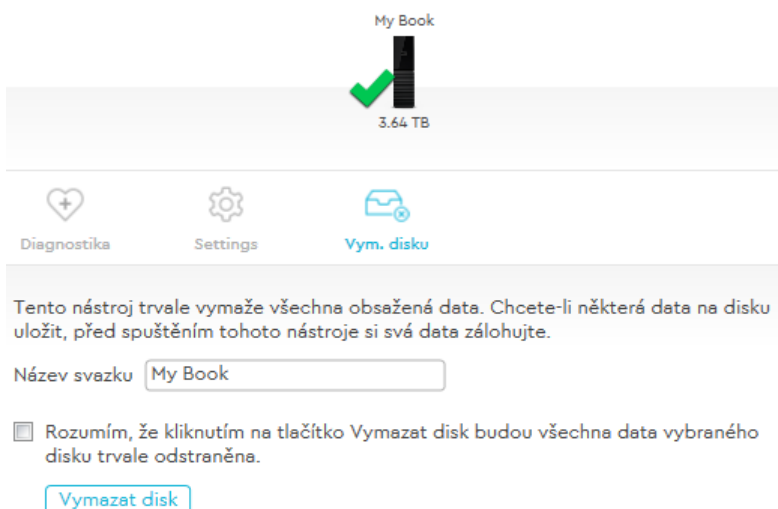 My Book
3.64 TB
Diagnostika
Settings
Vym. disku
Tento nástroj trvale vymaže všechna obsažená data. Chcete-li některá data na disku
uložit, před spuštěním tohoto nástroje si svá data zálohujte.
Název svazku My Book
Rozumím, že kliknutím na tlačítko Vymazat disk budou všechna data vybraného
disku trvale odstraněna.
Vymazat disk